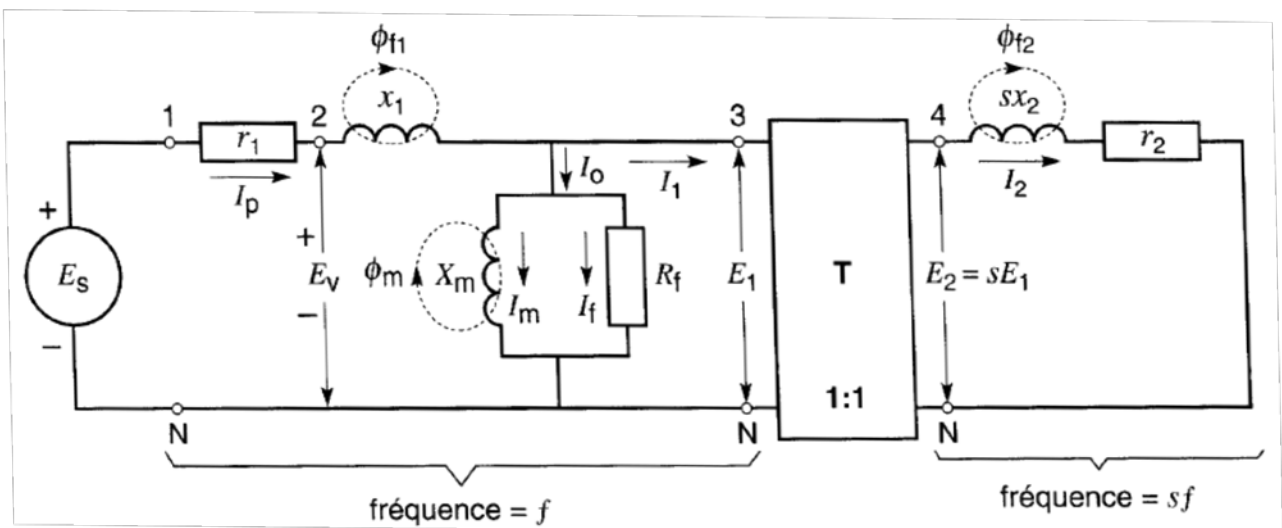 ϕf1 ϕf2
x1 sx2
1 2 3 4
r1 r2
Ip Io I1 I2
+ +
Es Ev ϕm Xm Im If Rf E1 T E2 = sE1
− −
1:1
N N N
fréquence = f fréquence = sf